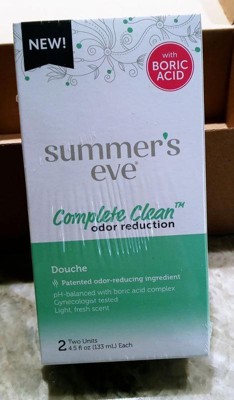 NEW!
with
BORIC
ACID
summer's
eve®
Complete Clean™
odor reduction
Douche
Patented odor-reducing ingredient
pH-balanced with boric acid complex
Gynecologist tested
Light, fresh scent
2 Two Units
4.5 fl oz (133 mL) Each